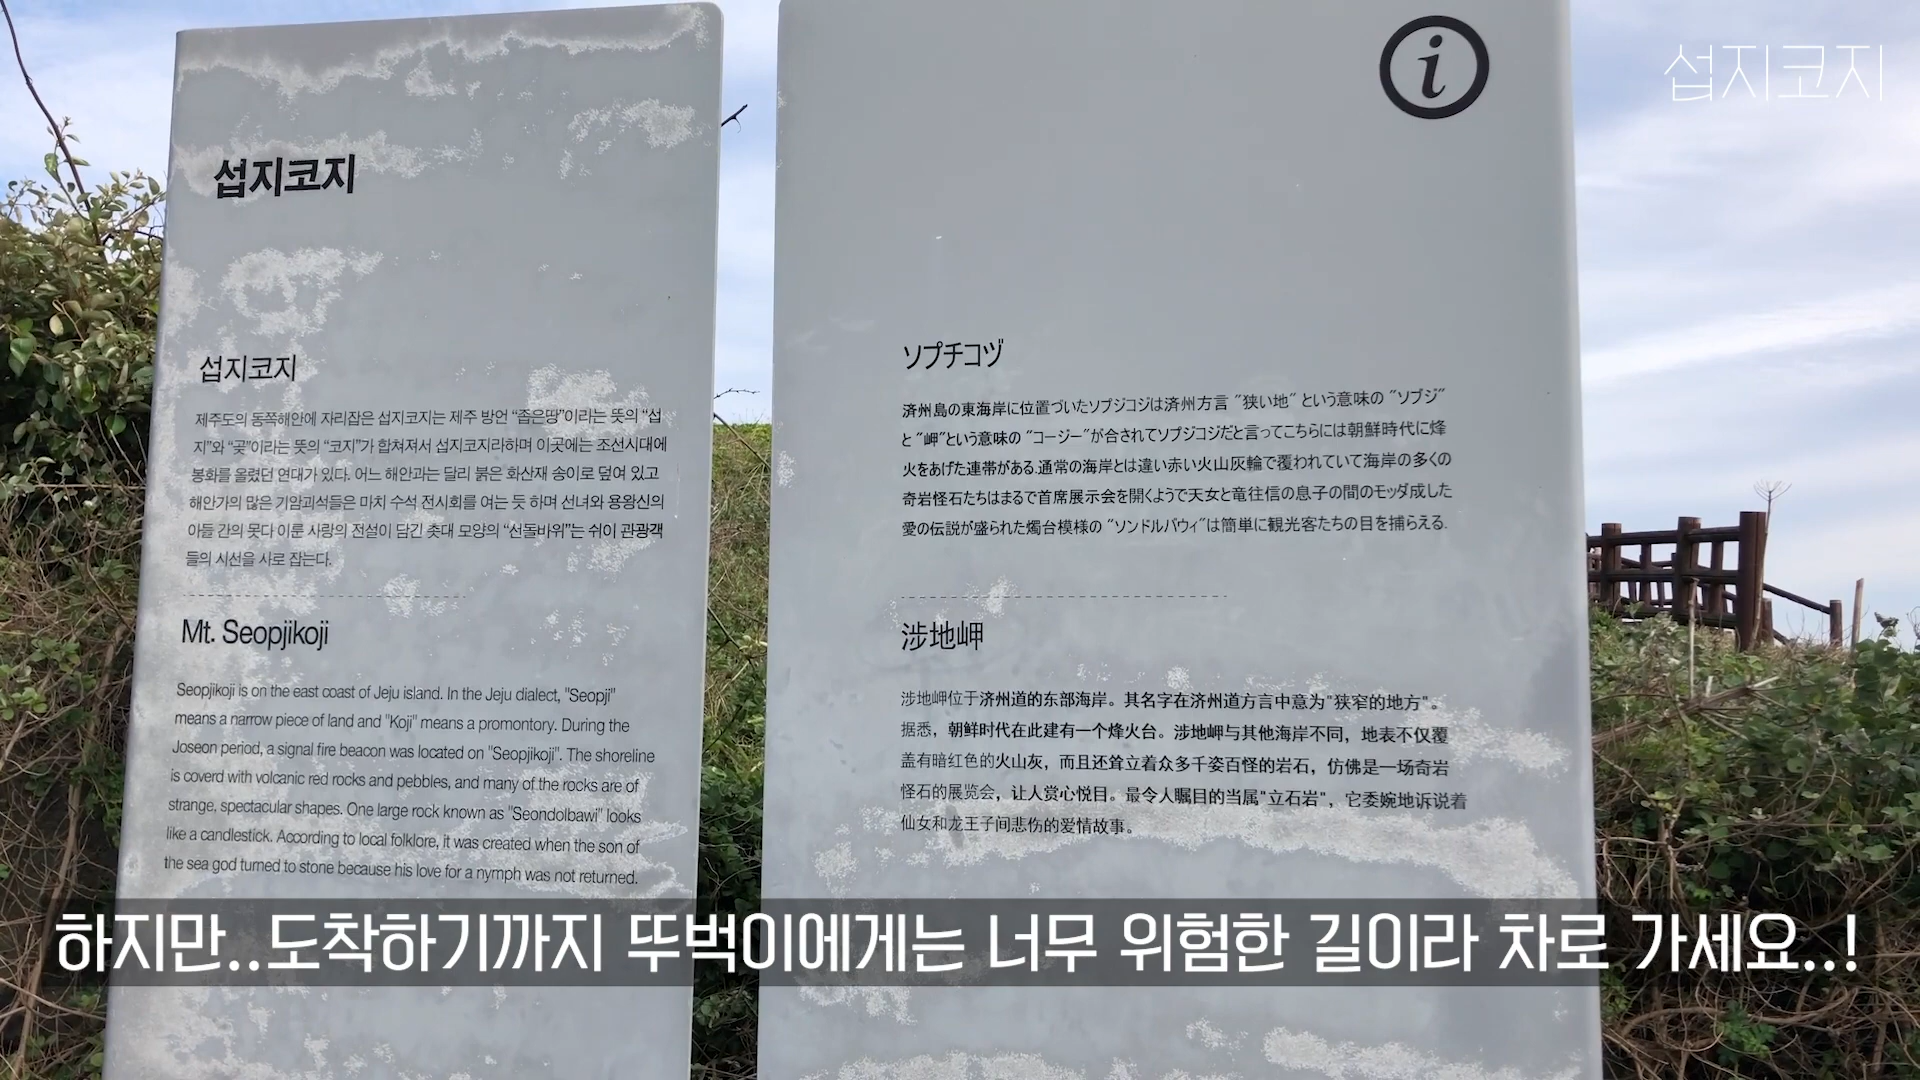 섭지코지
섭지코지
섭지코지
제주도의 동쪽해안에 자리잡은 섭지코지는 제주 방언 "좁은땅"이라는 뜻의 "섭
지"와 "곶"이라는 뜻의 "코지"가 합쳐져서 섭지코지라하며 이곳에는 조선시대에
봉화를 올렸던 연대가 있다. 어느 해안과는 달리 붉은 화산재 송이로 덮여 있고
해안가의 많은 기암괴석들은 마치 수석 전시회를 여는 듯 하며 선녀와 용왕신의
아들 간의 못다 이룬 사랑의 전설이 담긴 촛대 모양의 "선돌바위"는 쉬이 관광객
들의 시선을 사로 잡는다.
Mt. Seopjikoji
Seopjikoji is on the east coast of Jeju island. In the Jeju dialect, "Seopji"
means a narrow piece of land and "Koji" means a promontory. During the
Joseon period, a signal fire beacon was located on "Seopjikoji". The shoreline
is coverd with volcanic red rocks and pebbles, and many of the rocks are of
strange, spectacular shapes. One large rock known as "Seondolbawi" looks
like a candlestick. According to local folklore, it was created when the son of
the sea god turned to stone because his love for a nymph was not returned.
i
ソプチコヅ
済州島の東海岸に位置づいたソプジコジは済州方言 "狭い地" という意味の "ソプジ"
と "岬"という意味の "コージー"が合されてソプジコジだと言ってこちらには朝鮮時代に烽
火をあげた連帯がある.通常の海岸とは違い赤い火山灰輪で覆われていて海岸の多くの
奇岩怪石たちはまるで首席展示会を開くようで天女と竜往信の息子の間のモッダ成した
愛の伝説が盛られた燭台模様の "ソンドルバウィ"は簡単に観光客たちの目を捕らえる.
涉地岬
涉地岬位于济州道的东部海岸。其名字在济州道方言中意为"狭窄的地方"。
据悉，朝鲜时代在此建有一个烽火台。涉地岬与其他海岸不同，地表不仅覆
盖有暗红色的火山灰，而且还耸立着众多千姿百怪的岩石，仿佛是一场奇岩
怪石的展览会，让人赏心悦目。最令人瞩目的当属"立石岩"，它委婉地诉说着
仙女和龙王子间悲伤的爱情故事。
하지만..도착하기까지 뚜벅이에게는 너무 위험한 길이라 차로 가세요..!